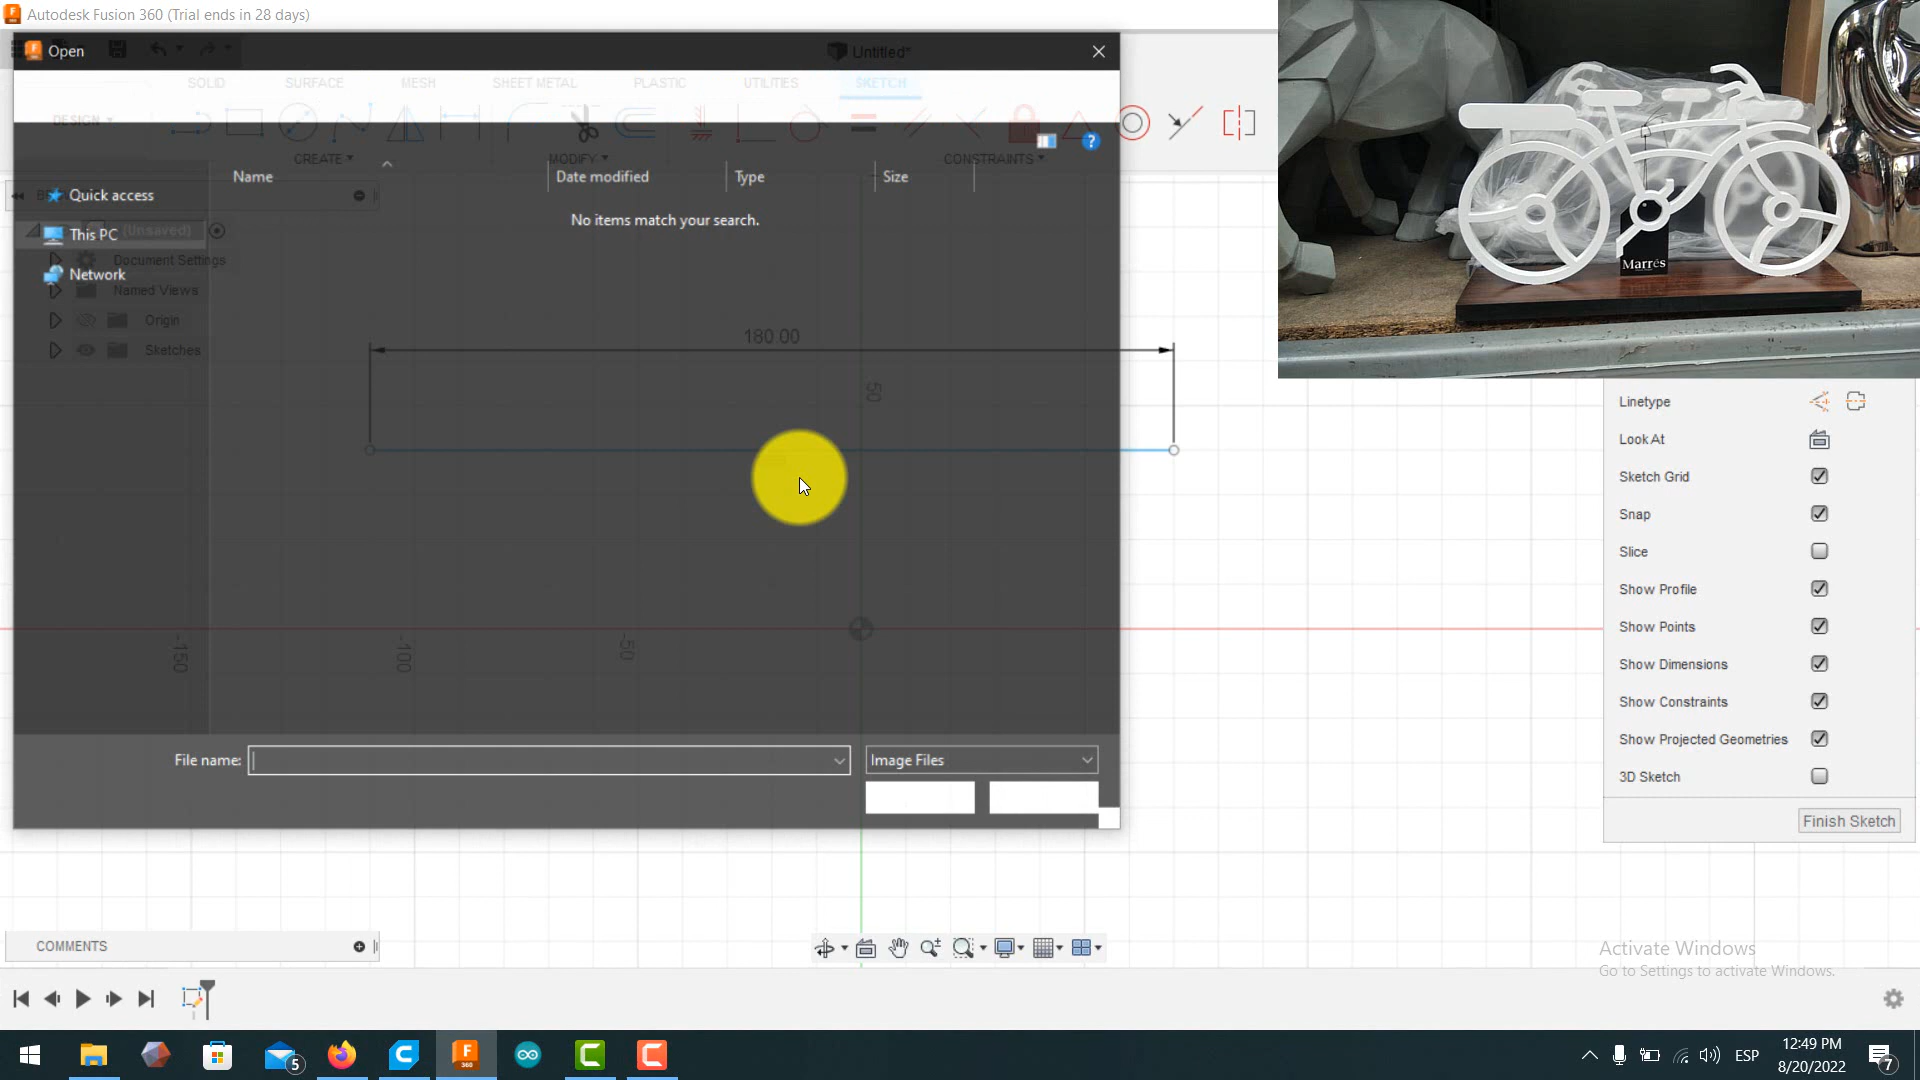 Autodesk Fusion 360 (Trial ends in 28 days)
Open
Untitled*
SOLID
SURFACE
MESH
SHEET METAL
PLASTIC
UTILITIES
SKETCH
DESIGN
CREATE
MODIFY
CONSTRAINTS
Name
Date modified
Type
Size
No items match your search.
Quick access
This PC
(Unsaved)
Document Settings
Network
Named Views
Origin
Sketches
180.00
50
-150
-100
-50
File name:
Image Files
Marrés
Linetype
Look At
Sketch Grid
Snap
Slice
Show Profile
Show Points
Show Dimensions
Show Constraints
Show Projected Geometries
3D Sketch
Finish Sketch
COMMENTS
Activate Windows
Go to Settings to activate Windows.
5
F
360
ESP
12:49 PM
8/20/2022
7